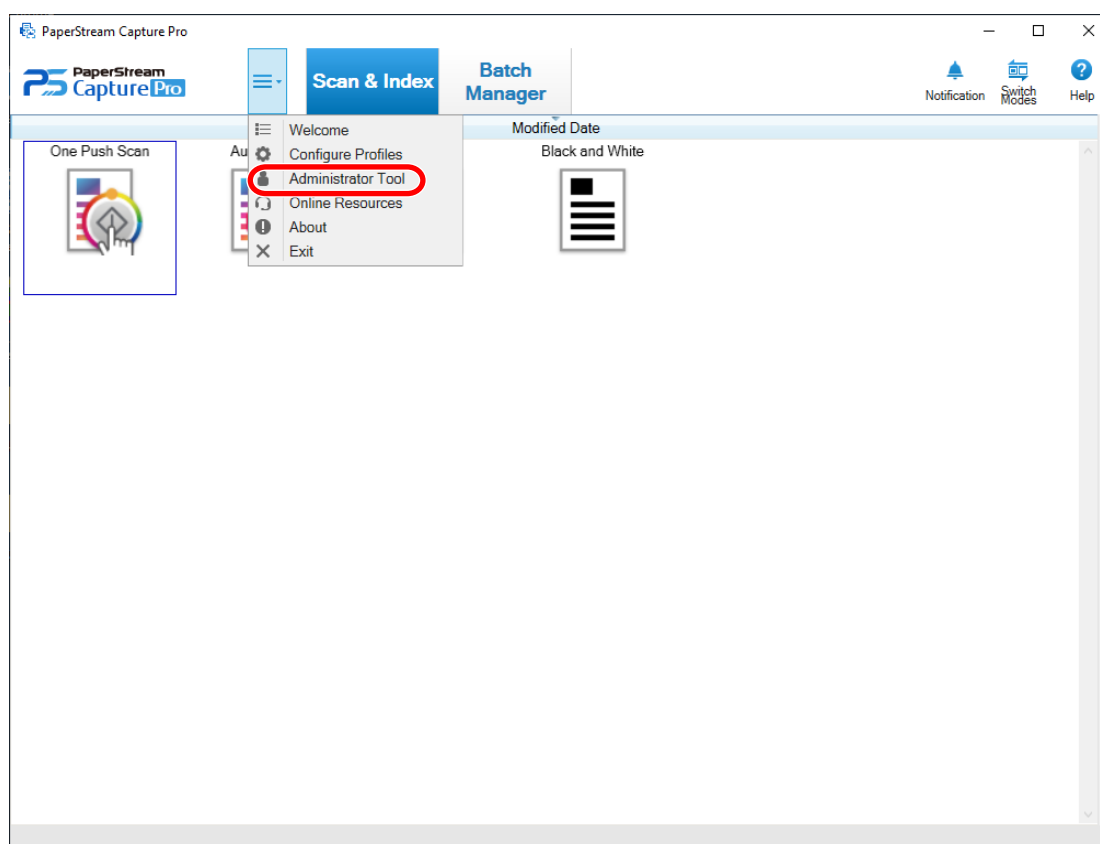 PaperStream Capture Pro
PaperStream
Capture Pro
Scan & Index
Batch
Manager
Notification
Switch
Modes
Help
Modified Date
Welcome
Configure Profiles
Administrator Tool
Online Resources
About
Exit
One Push Scan
Au
Black and White